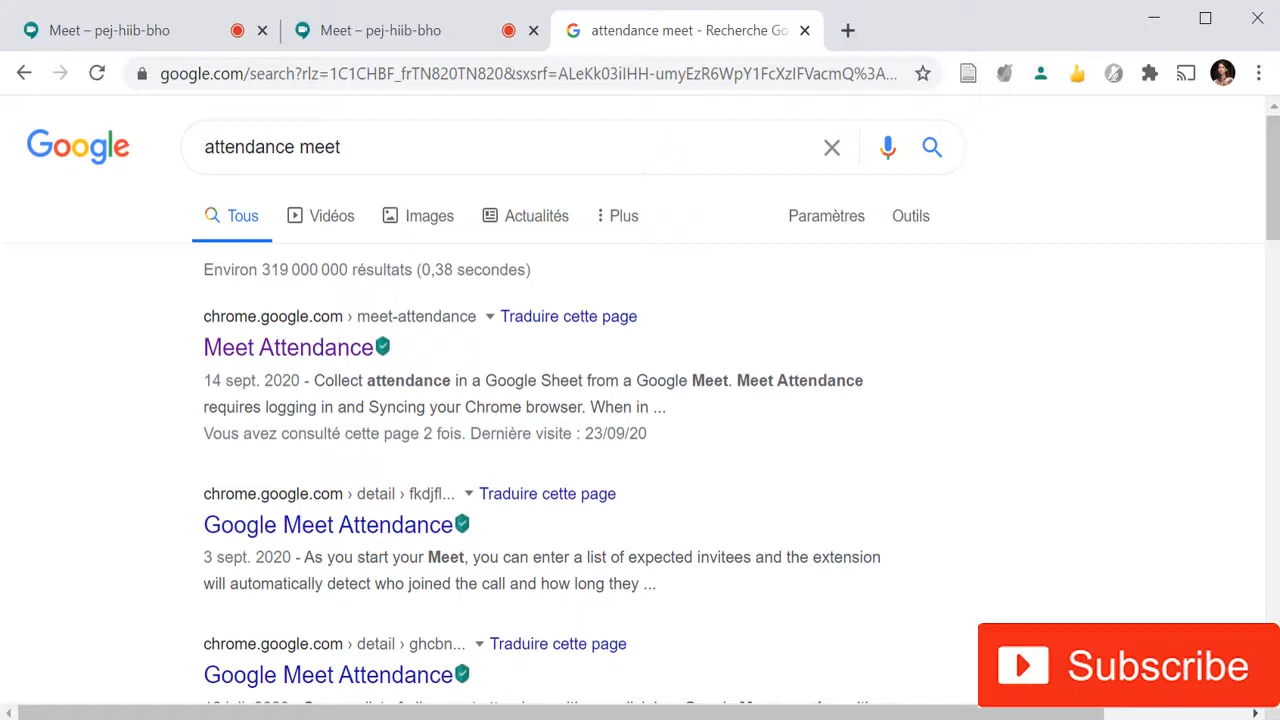 Meet – pej-hiib-bho
Meet – pej-hiib-bho
attendance meet - Recherche Go
google.com/search?rlz=1C1CHBF_frTN820TN820&sxsrf=ALeKk03iIHH-umyEzR6WpY1FcXzIFVacmQ%3A...
Google
attendance meet
Tous
Vidéos
Images
Actualités
Plus
Paramètres
Outils
Environ 319 000 000 résultats (0,38 secondes)
chrome.google.com › meet-attendance Traduire cette page
Meet Attendance
14 sept. 2020 - Collect attendance in a Google Sheet from a Google Meet. Meet Attendance
requires logging in and Syncing your Chrome browser. When in ...
Vous avez consulté cette page 2 fois. Dernière visite : 23/09/20
chrome.google.com › detail › fkdjfl... Traduire cette page
Google Meet Attendance
3 sept. 2020 - As you start your Meet, you can enter a list of expected invitees and the extension
will automatically detect who joined the call and how long they ...
chrome.google.com › detail › ghcbn... Traduire cette page
Google Meet Attendance
Subscribe